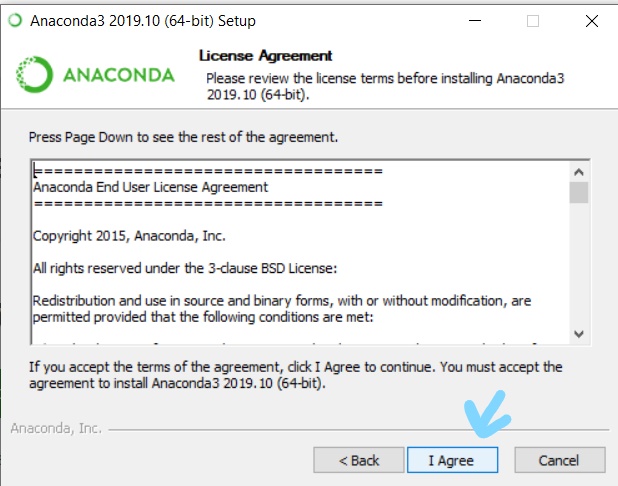 Anaconda3 2019.10 (64-bit) Setup
License Agreement
ANACONDA
Please review the license terms before installing Anaconda3
2019.10 (64-bit).
Press Page Down to see the rest of the agreement.
===================================
Anaconda End User License Agreement
===================================
Copyright 2015, Anaconda, Inc.
All rights reserved under the 3-clause BSD License:
Redistribution and use in source and binary forms, with or without modification, are
permitted provided that the following conditions are met:
If you accept the terms of the agreement, click I Agree to continue. You must accept the
agreement to install Anaconda3 2019.10 (64-bit).
Anaconda, Inc.
< Back
I Agree
Cancel